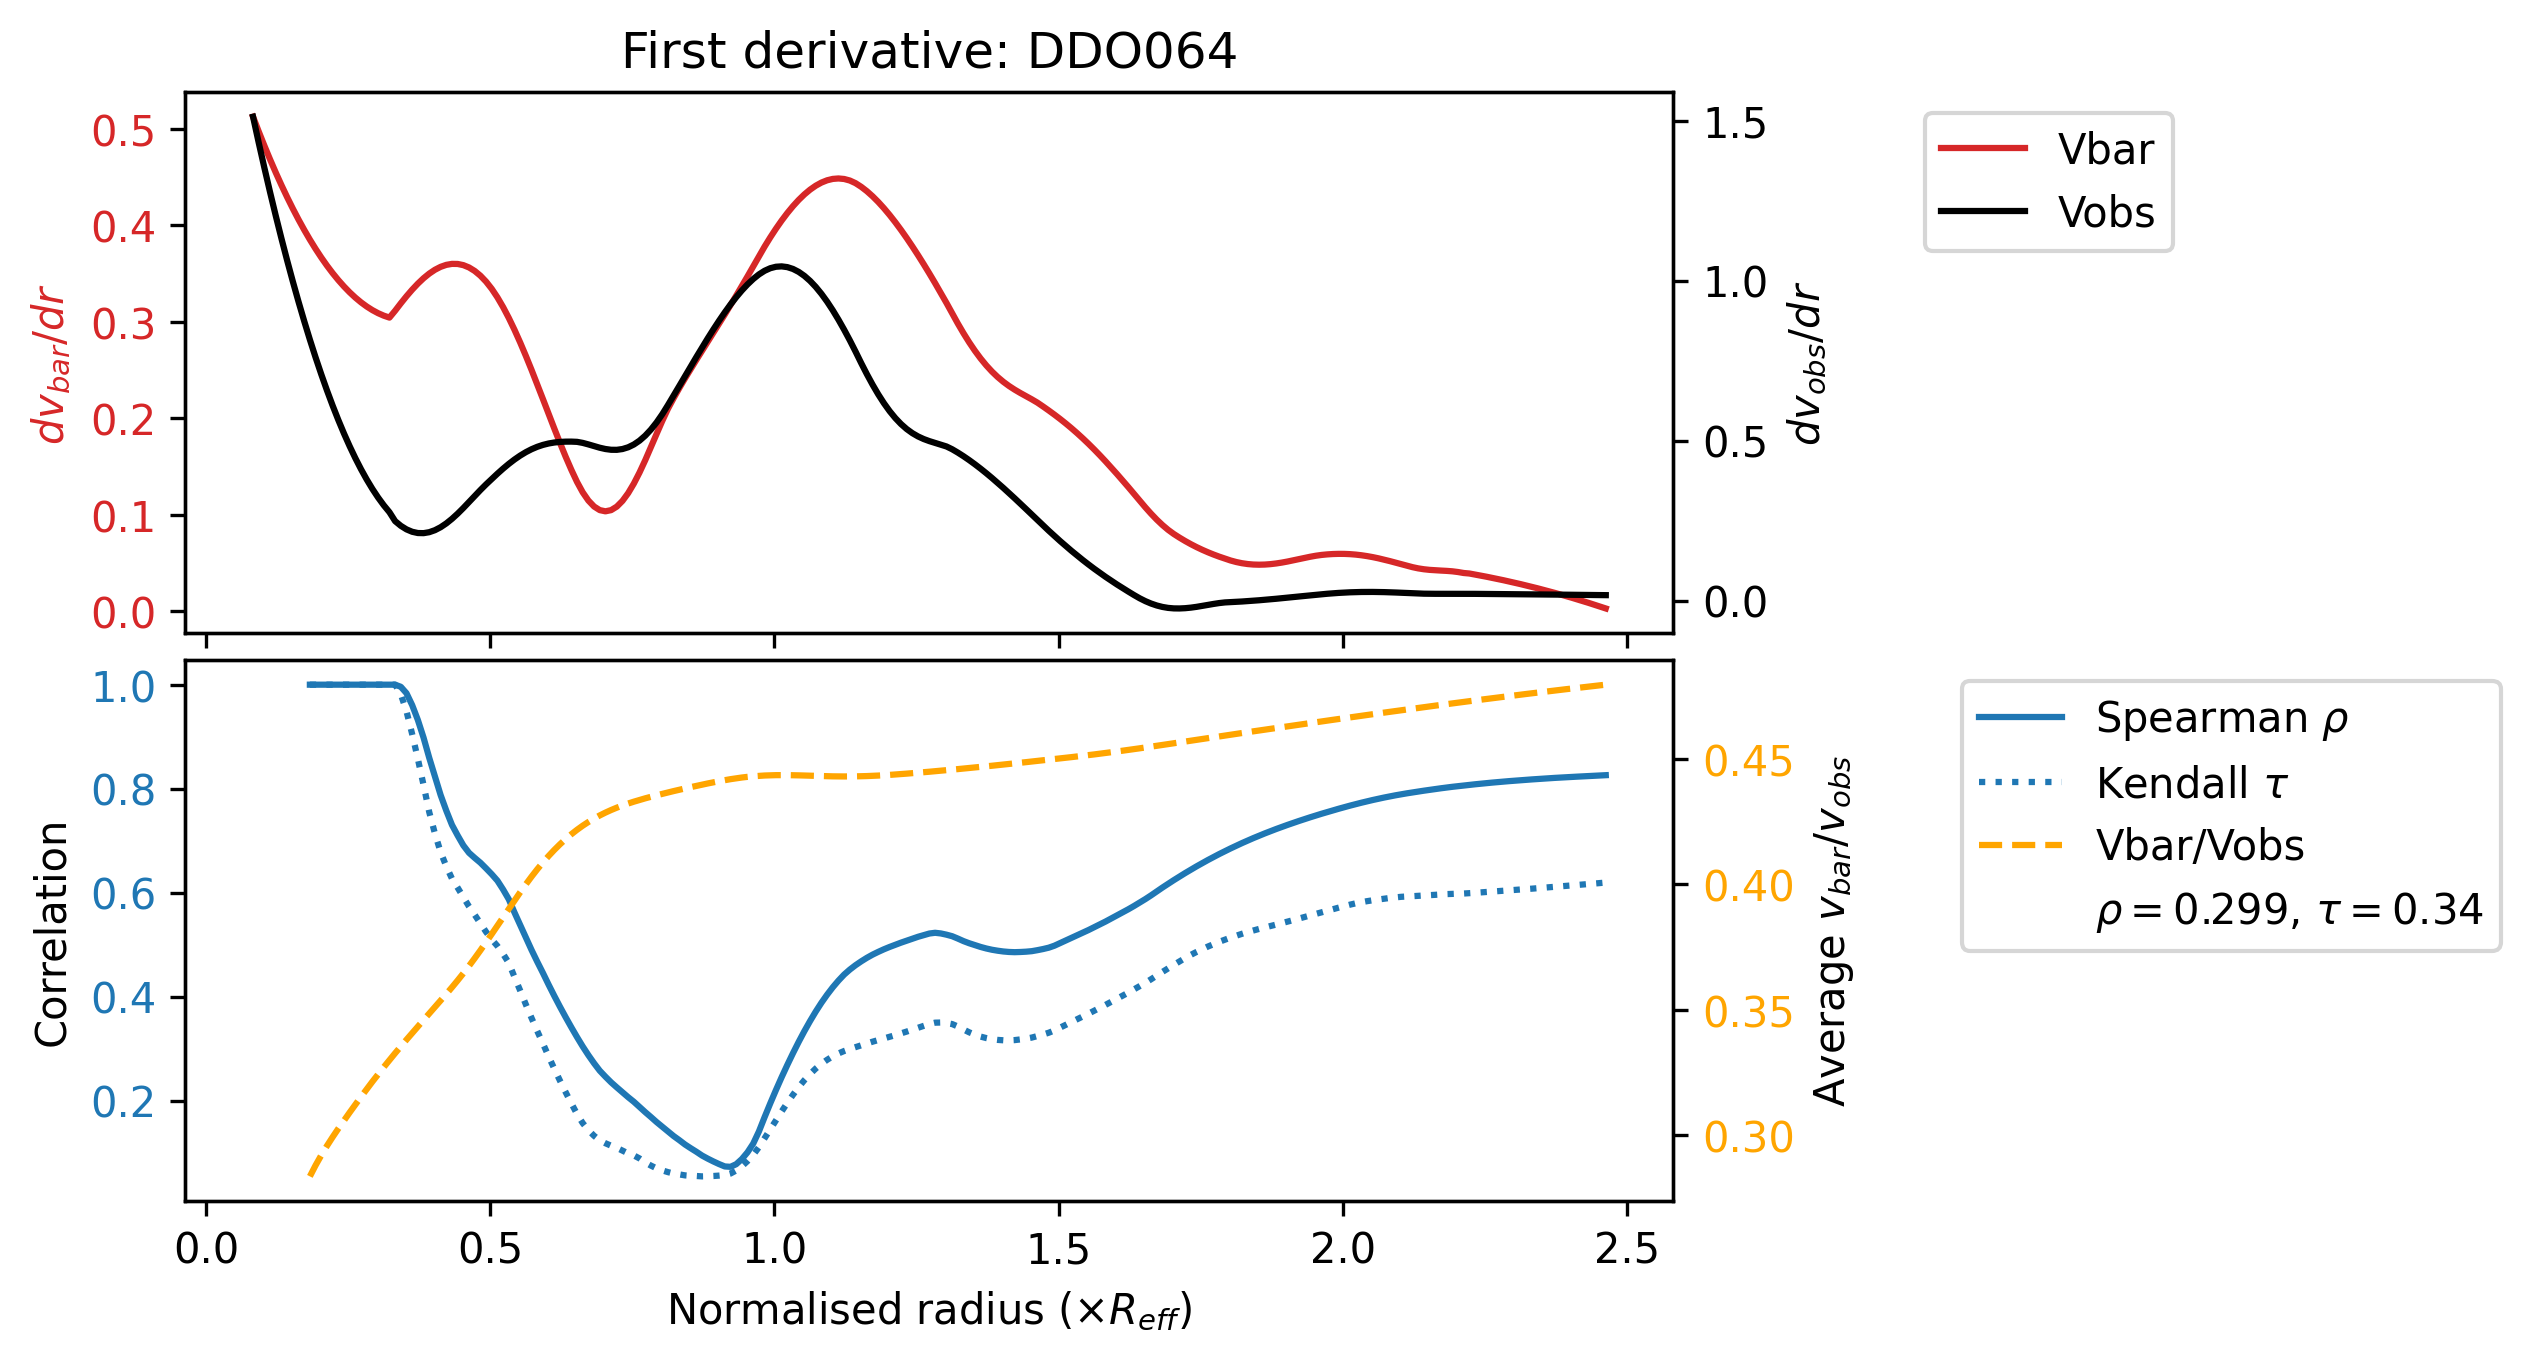 First derivative: DDO064
0.5
0.4
0.3
0.2
0.1
0.0
dv_bar/dr
1.5
1.0
0.5
0.0
dv_obs/dr
Vbar
Vobs
1.0
0.8
0.6
0.4
0.2
Correlation
0.45
0.40
0.35
0.30
Average v_bar/v_obs
Spearman ρ
Kendall τ
Vbar/Vobs
ρ = 0.299, τ = 0.34
0.0 0.5 1.0 1.5 2.0 2.5
Normalised radius (×R_eff)